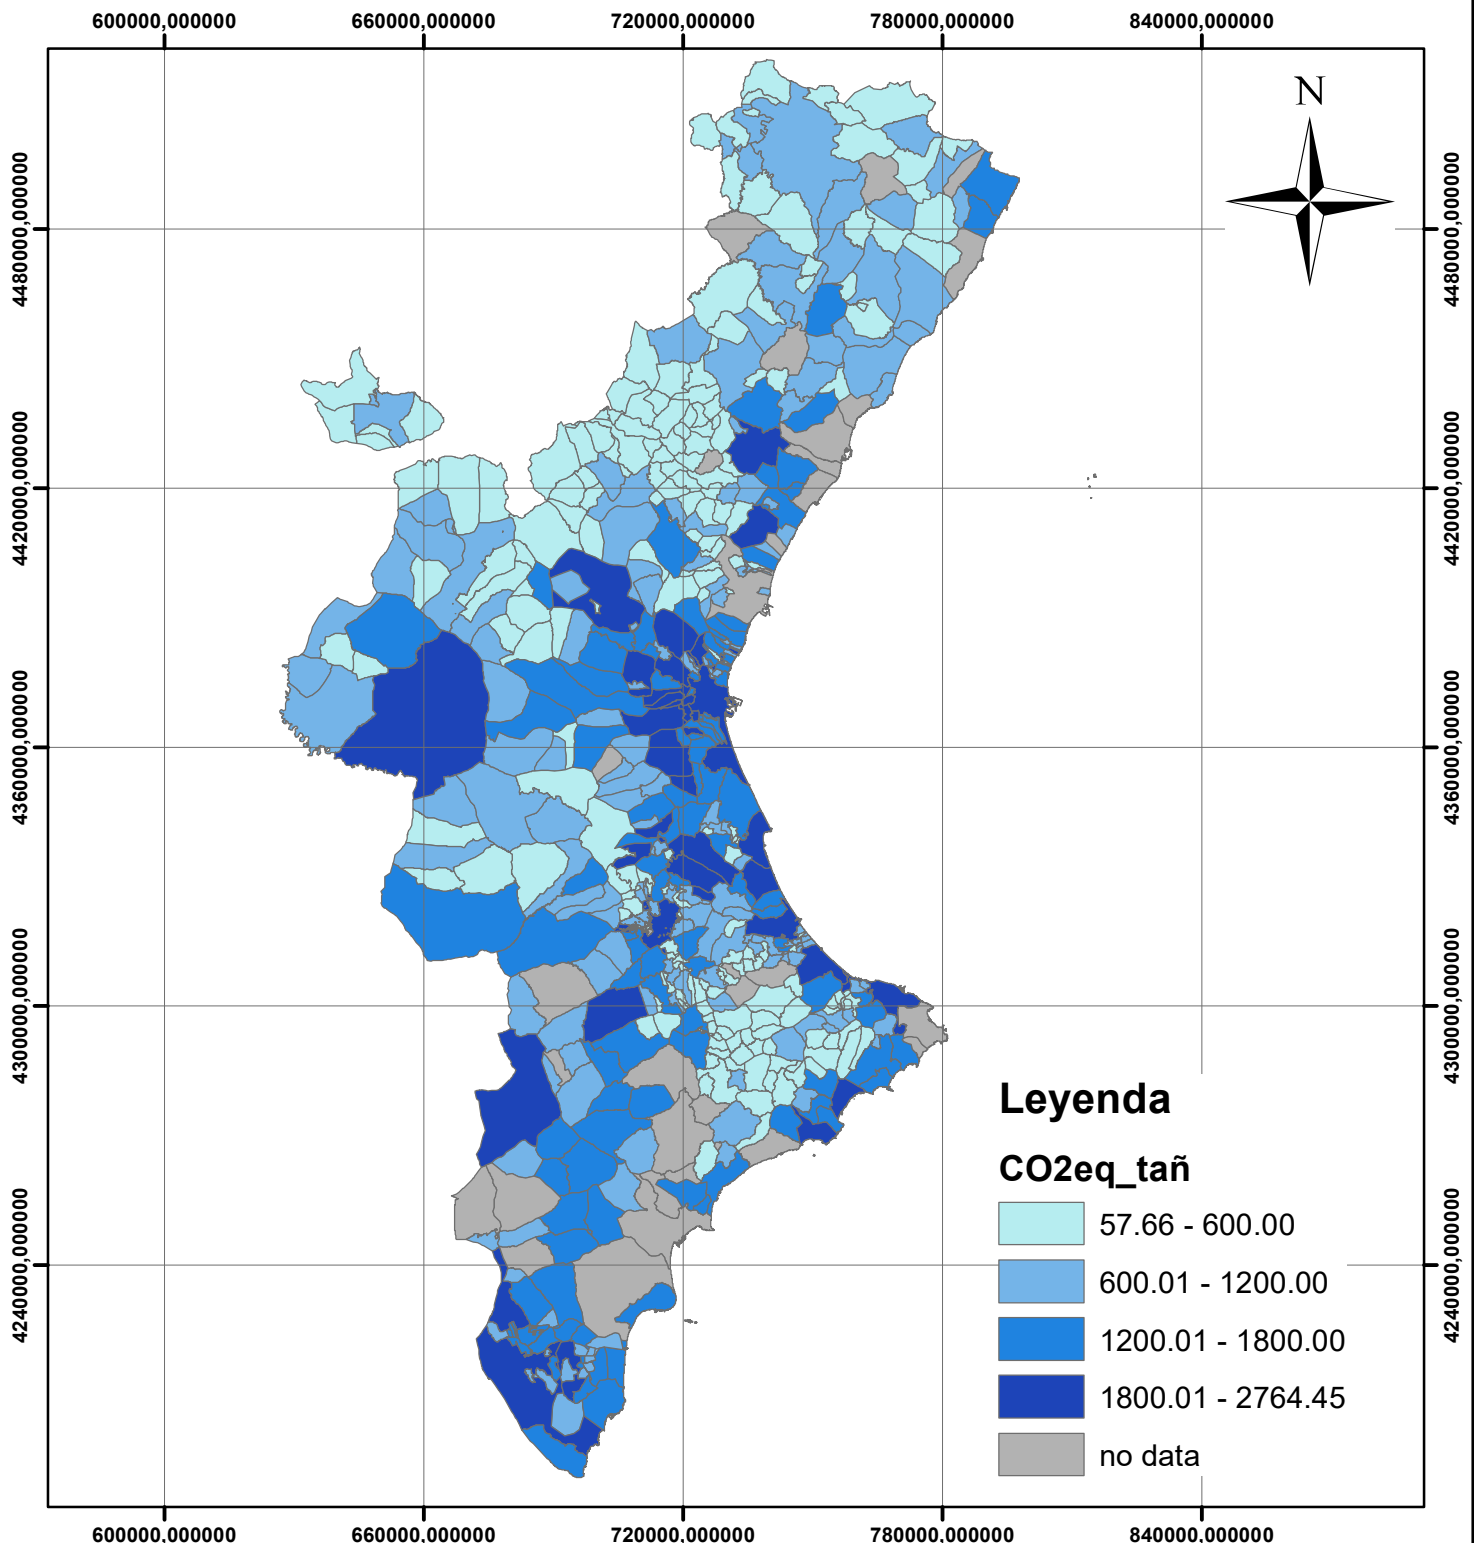 600000,000000 660000,000000 720000,000000 780000,000000 840000,000000
N
4480000,000000 4480000,000000
4420000,000000 4420000,000000
4360000,000000 4360000,000000
4300000,000000 4300000,000000
Leyenda
CO2eq_tañ
57.66 - 600.00
600.01 - 1200.00
4240000,000000 4240000,000000
1200.01 - 1800.00
1800.01 - 2764.45
no data
600000,000000 660000,000000 720000,000000 780000,000000 840000,000000